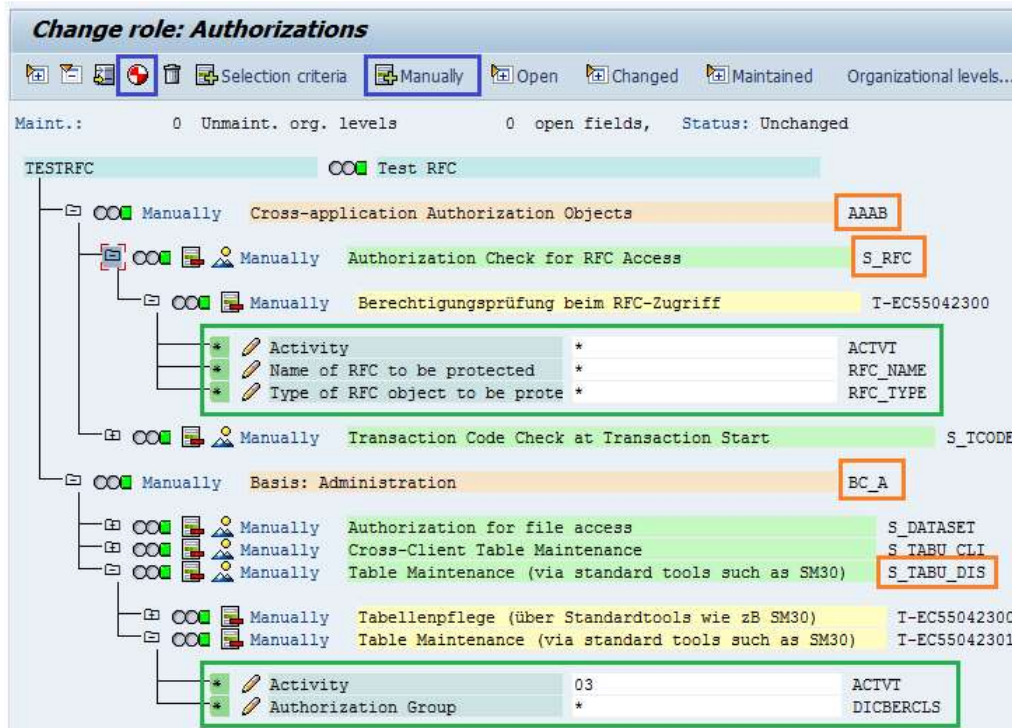 Change role: Authorizations
Selection criteria Manually Open Changed Maintained Organizational levels...
Maint.: 0 Unmaint. org. levels 0 open fields, Status: Unchanged
TESTRFC Test RFC
Manually Cross-application Authorization Objects AAAB
Manually Authorization Check for RFC Access S_RFC
Manually Berechtigungsprüfung beim RFC-Zugriff T-EC55042300
* Activity * ACTVT
* Name of RFC to be protected * RFC_NAME
* Type of RFC object to be prote * RFC_TYPE
Manually Transaction Code Check at Transaction Start S_TCODE
Manually Basis: Administration BC_A
Manually Authorization for file access S_DATASET
Manually Cross-Client Table Maintenance S_TABU_CLI
Manually Table Maintenance (via standard tools such as SM30) S_TABU_DIS
Manually Tabellenpflege (über Standardtools wie zB SM30) T-EC55042300
Manually Table Maintenance (via standard tools such as SM30) T-EC55042301
* Activity 03 ACTVT
* Authorization Group * DICBERCLS